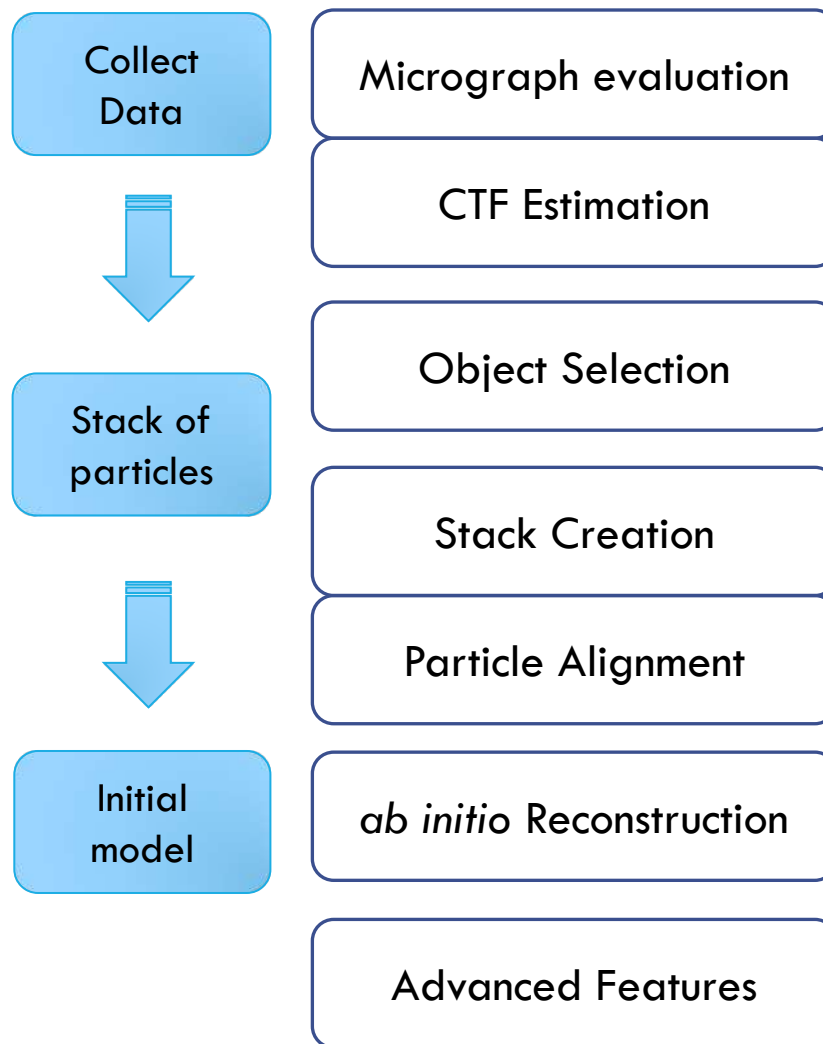 Collect
Data
Micrograph evaluation
CTF Estimation
Object Selection
Stack of
particles
Stack Creation
Particle Alignment
Initial
model
ab initio Reconstruction
Advanced Features